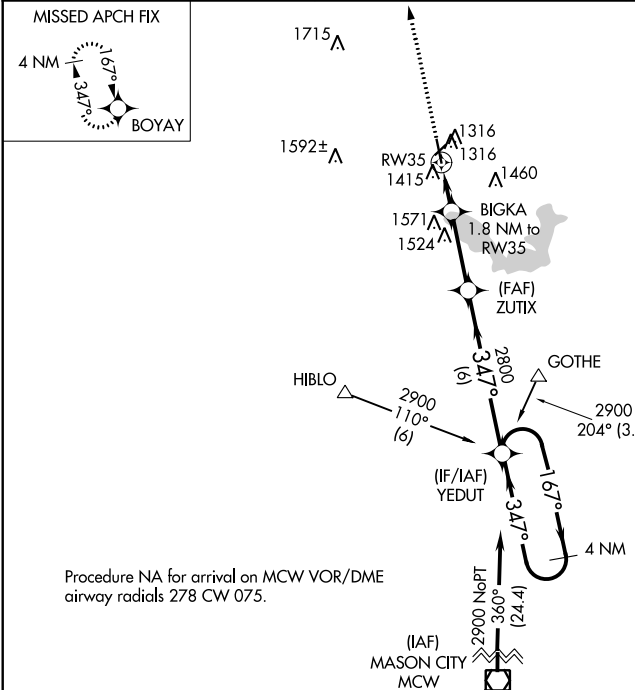 MISSED APCH FIX
4 NM
167°
347°
BOYAY
1715
1592±
1316
1316
RW35
1415
1460
BIGKA
1.8 NM to
RW35
1571
1524
(FAF)
ZUTIX
2800
347°
(6)
HIBLO
2900
110°
(6)
GOTHE
2900
204° (3.
(IF/IAF)
YEDUT
167°
347°
4 NM
2900 NoPT
360°
(24.4)
Procedure NA for arrival on MCW VOR/DME
airway radials 278 CW 075.
(IAF)
MASON CITY
MCW